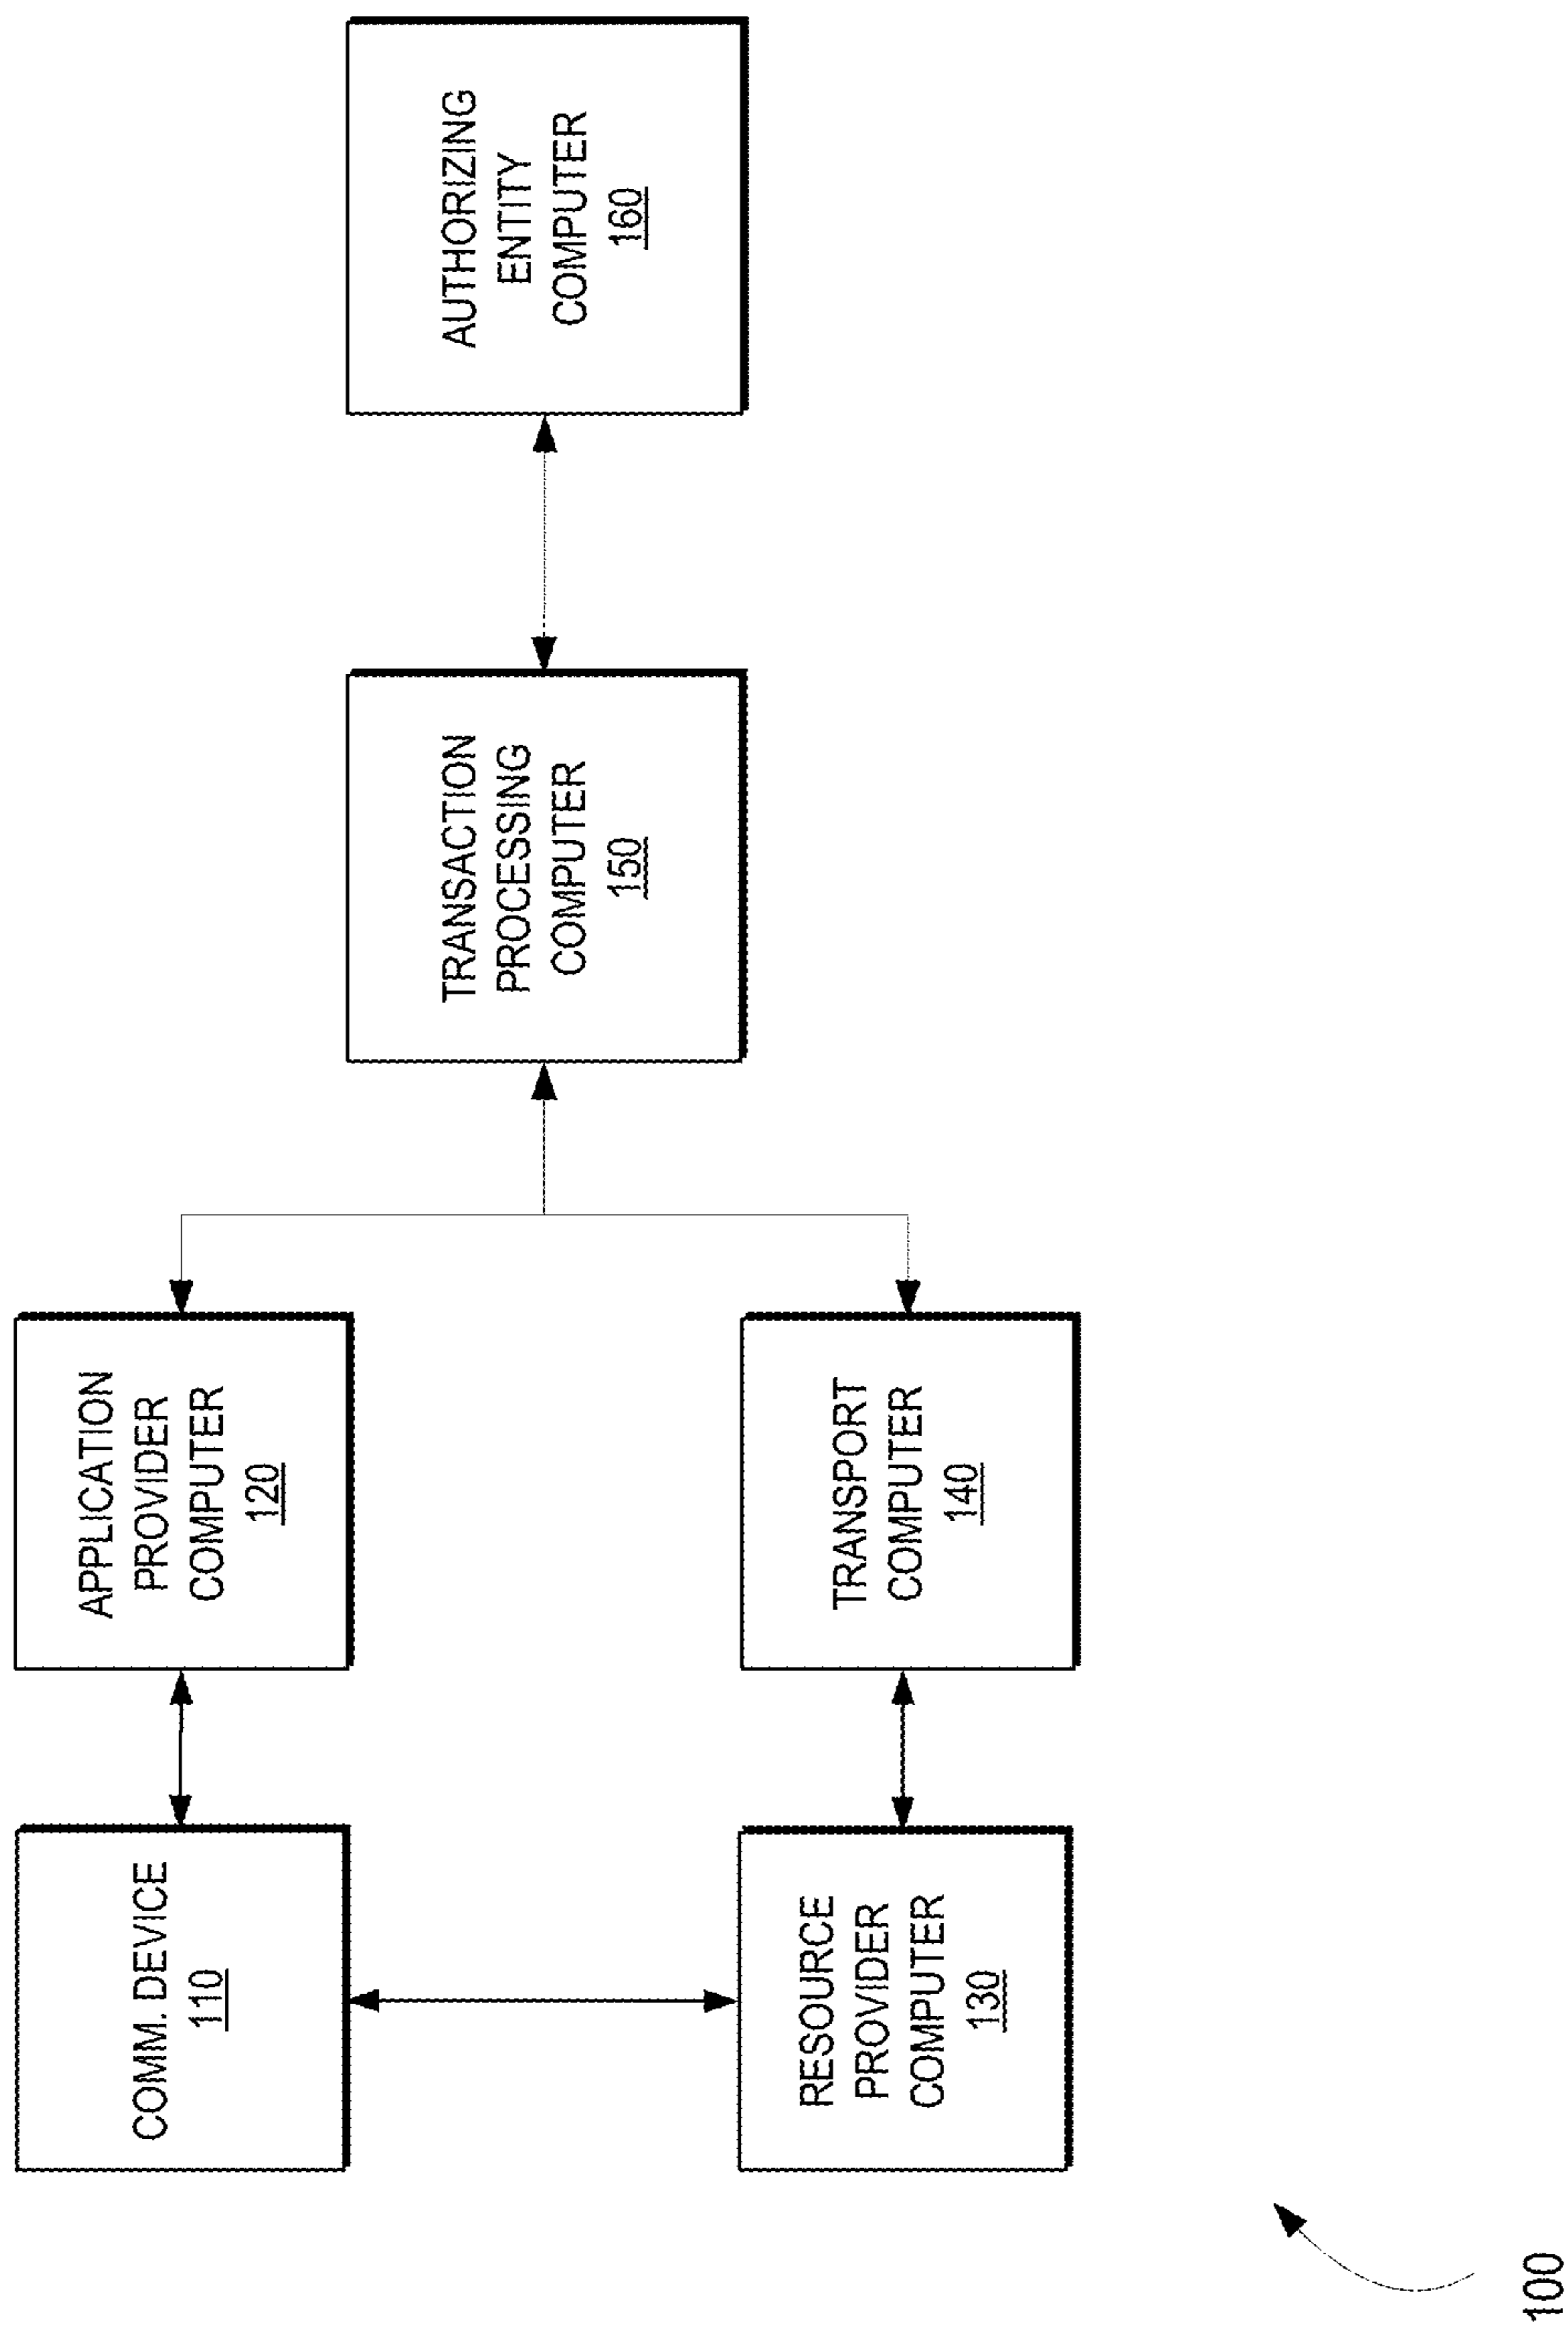 COMM. DEVICE
110
APPLICATION
PROVIDER
COMPUTER
120
RESOURCE
PROVIDER
COMPUTER
130
TRANSPORT
COMPUTER
140
TRANSACTION
PROCESSING
COMPUTER
150
AUTHORIZING
ENTITY
COMPUTER
160
100